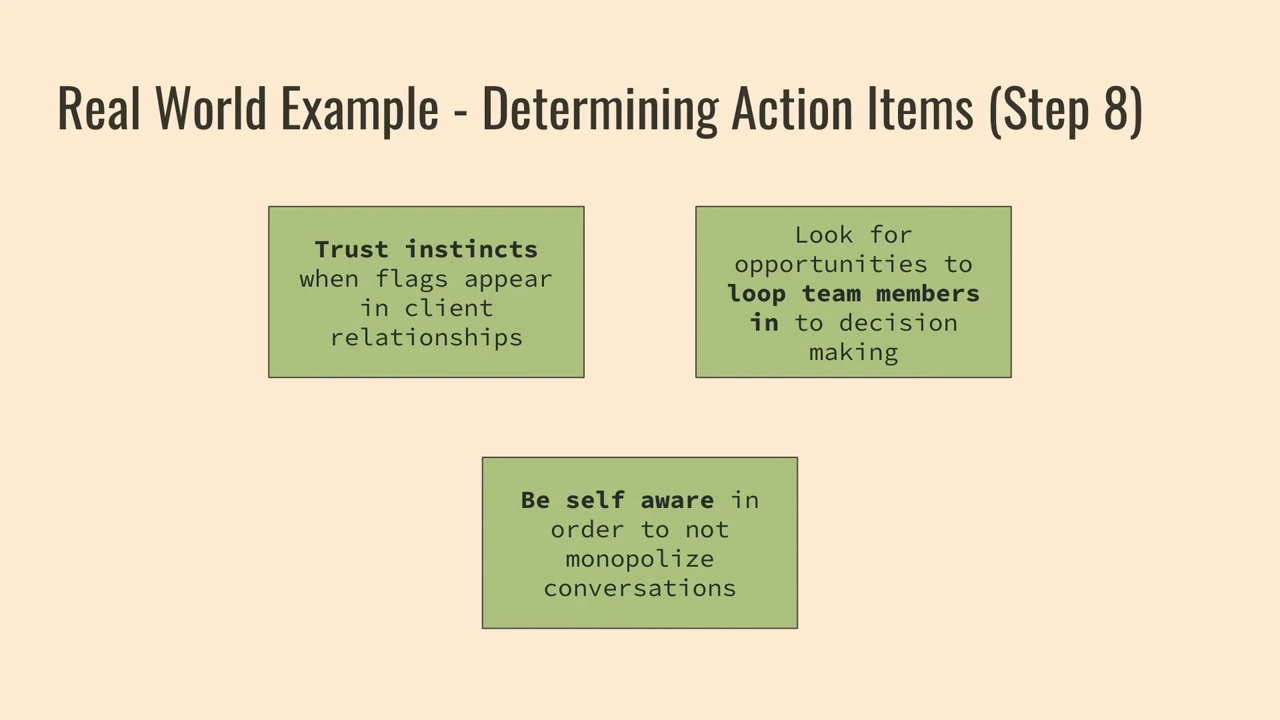 Real World Example - Determining Action Items (Step 8)
Trust instincts
when flags appear
in client
relationships
Look for
opportunities to
loop team members
in to decision
making
Be self aware in
order to not
monopolize
conversations